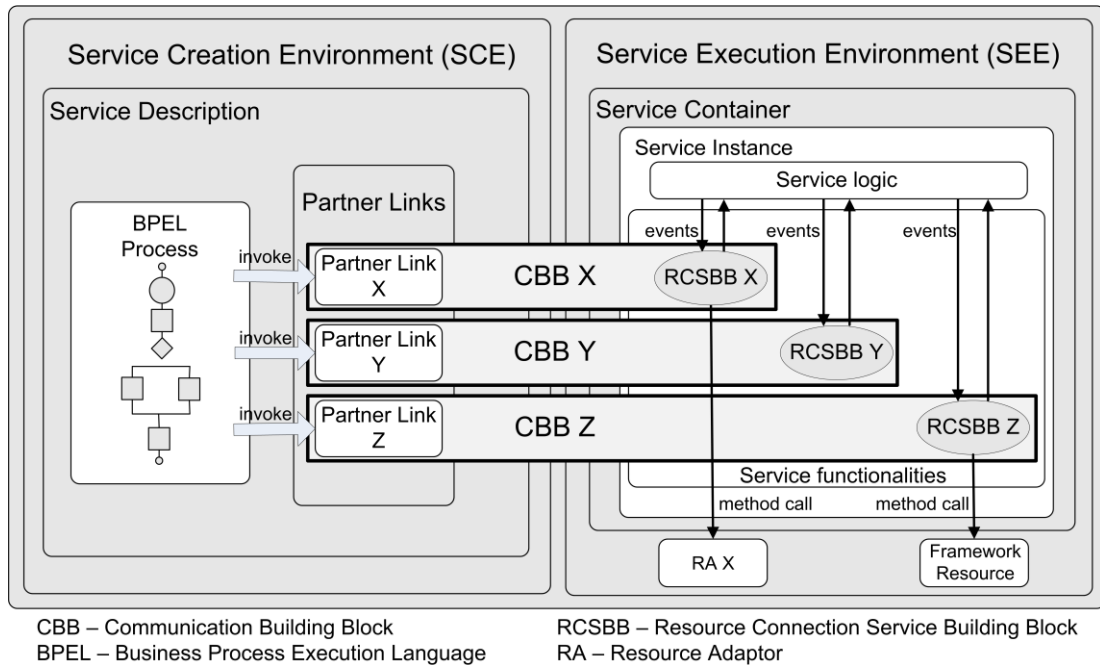 Service Creation Environment (SCE)
Service Description
BPEL
Process
Partner Links
invoke
Partner Link
X
CBB X
invoke
Partner Link
Y
CBB Y
invoke
Partner Link
Z
CBB Z
Service Execution Environment (SEE)
Service Container
Service Instance
Service logic
events
events
events
RCSBB X
RCSBB Y
RCSBB Z
Service functionalities
method call
method call
RA X
Framework
Resource
CBB – Communication Building Block
BPEL – Business Process Execution Language
RCSBB – Resource Connection Service Building Block
RA – Resource Adaptor